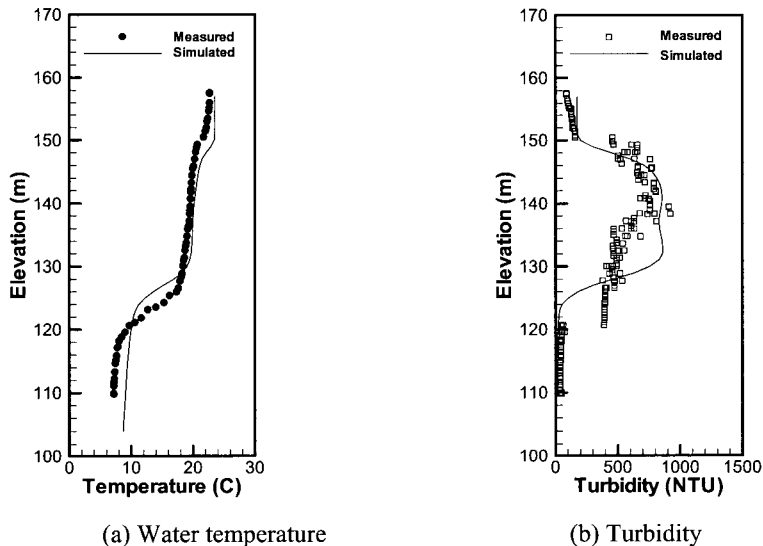 170
160
150
140
130
120
110
100
Elevation (m)
Measured
Simulated
0
10
20
30
Temperature (C)
(a) Water temperature
170
160
150
140
130
120
110
100
Elevation (m)
Measured
Simulated
0
500
1000
1500
Turbidity (NTU)
(b) Turbidity